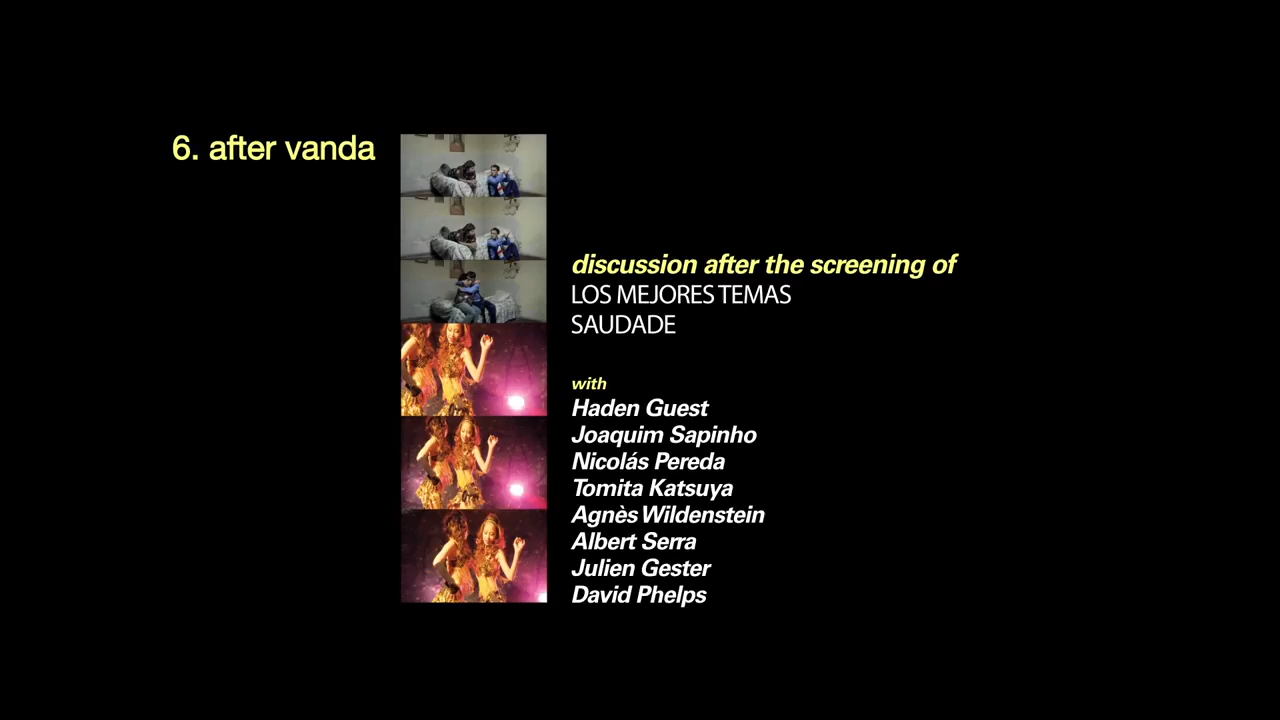 6. after vanda
discussion after the screening of
LOS MEJORES TEMAS
SAUDADE
with
Haden Guest
Joaquim Sapinho
Nicolás Pereda
Tomita Katsuya
Agnès Wildenstein
Albert Serra
Julien Gester
David Phelps